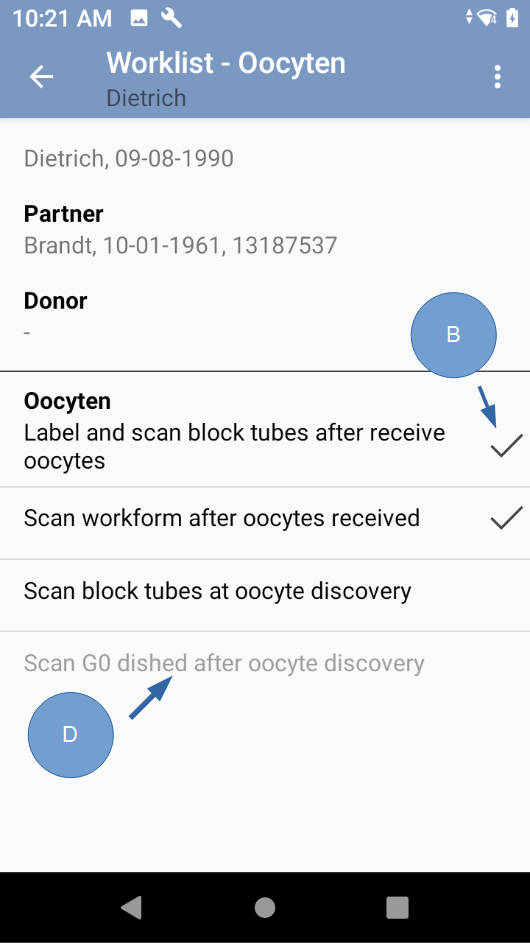 10:21 AM
Worklist - Oocyten
Dietrich
Dietrich, 09-08-1990
Partner
Brandt, 10-01-1961, 13187537
Donor
-
B
Oocyten
Label and scan block tubes after receive
oocytes
Scan workform after oocytes received
Scan block tubes at oocyte discovery
Scan G0 dished after oocyte discovery
D